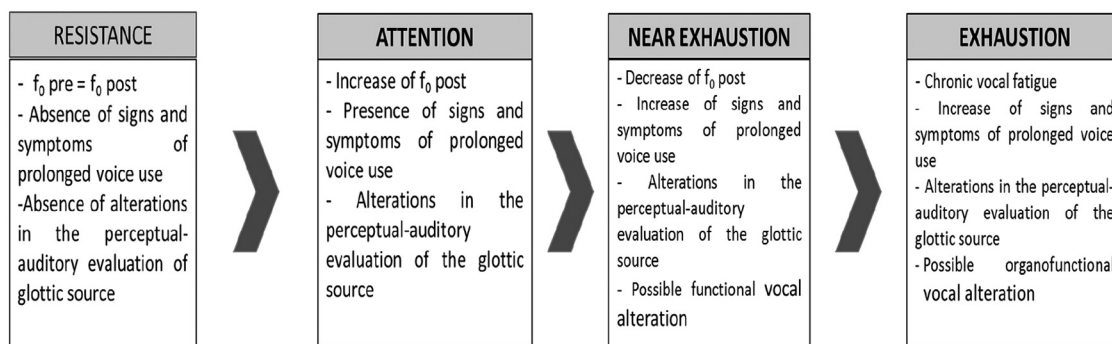 RESISTANCE
- f₀ pre = f₀ post
- Absence of signs and
symptoms of
prolonged voice use
-Absence of alterations
in the perceptual-
auditory evaluation of
glottic source
ATTENTION
- Increase of f₀ post
- Presence of signs and
symptoms of prolonged
voice use
- Alterations in the
perceptual-auditory
evaluation of the glottic
source
NEAR EXHAUSTION
- Decrease of f₀ post
- Increase of signs and
symptoms of prolonged
voice use
- Alterations in the
perceptual-auditory
evaluation of the glottic
source
- Possible functional vocal
alteration
EXHAUSTION
- Chronic vocal fatigue
- Increase of signs and
symptoms of prolonged voice
use
- Alterations in the perceptual-
auditory evaluation of the
glottic source
- Possible organofunctional
vocal alteration